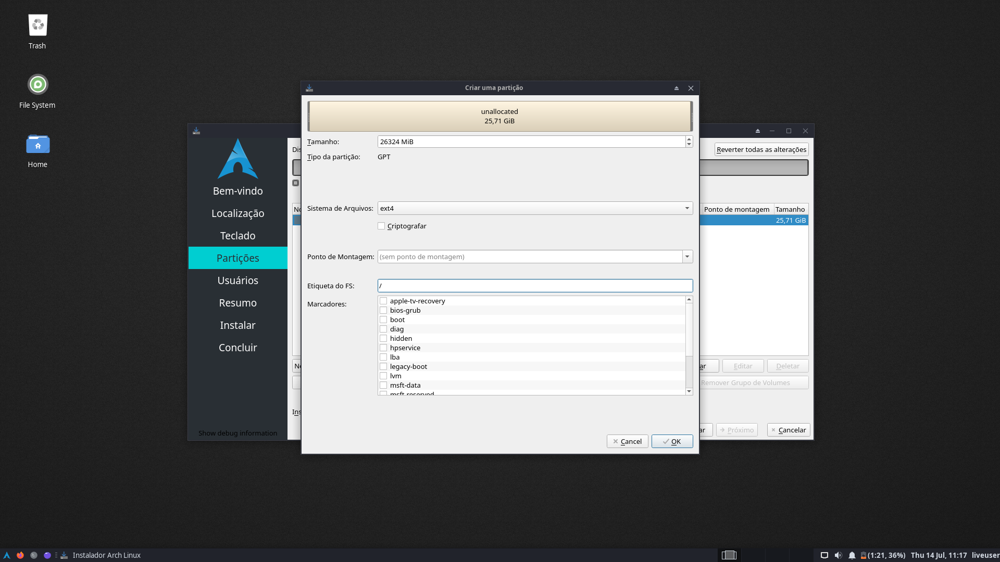 Trash
File System
Home
Criar uma partição
unallocated
25,71 GiB
Tamanho:
26324 MiB
Tipo da partição:
GPT
Sistema de Arquivos:
ext4
Criptografar
Ponto de Montagem:
(sem ponto de montagem)
Etiqueta do FS:
/
Marcadores:
apple-tv-recovery
bios-grub
boot
diag
hidden
hpservice
lba
legacy-boot
lvm
msft-data
msft-reserved
Cancel
OK
Bem-vindo
Localização
Teclado
Partições
Usuários
Resumo
Instalar
Concluir
Show debug information
Dis
Reverter todas as alterações
No
Ponto de montagem
Tamanho
25,71 GiB
No
ar
Editar
Deletar
Remover Grupo de Volumes
Ins
ar
Próximo
Cancelar
Instalador Arch Linux
(1:21, 36%)
Thu 14 Jul, 11:17
liveuser